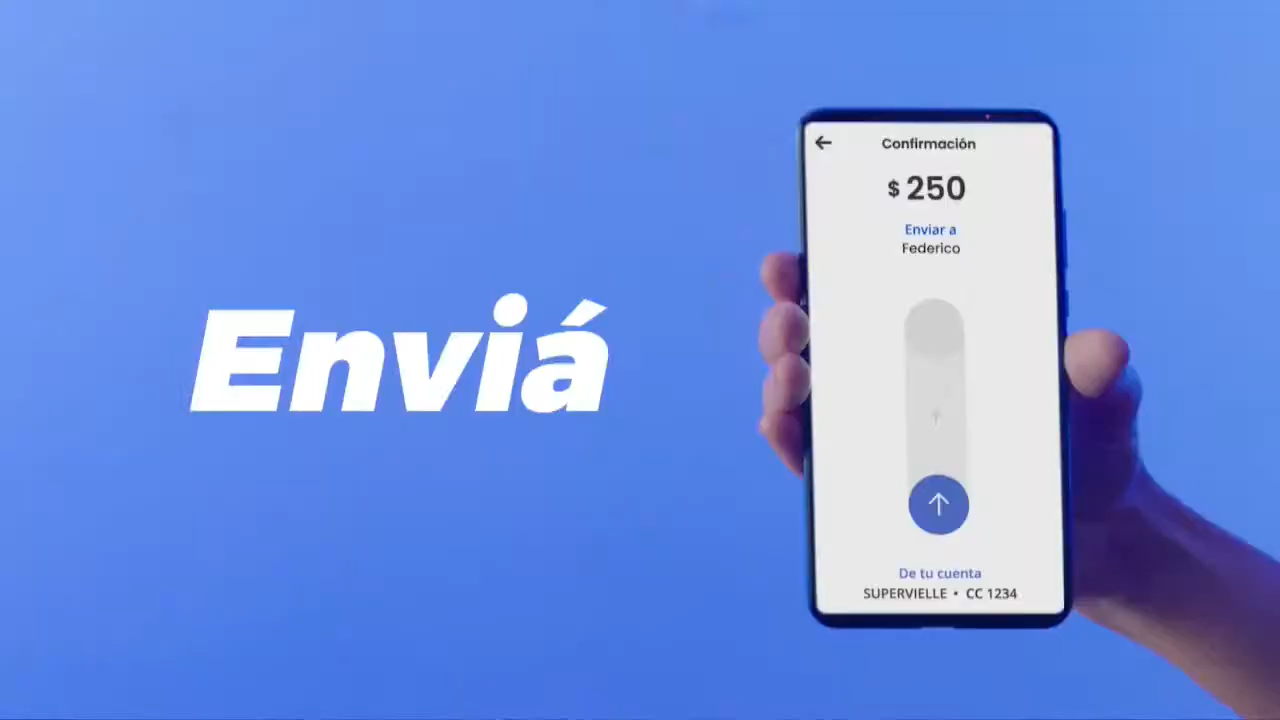 Enviá
Confirmación
$ 250
Enviar a
Federico
De tu cuenta
SUPERVIELLE • CC 1234